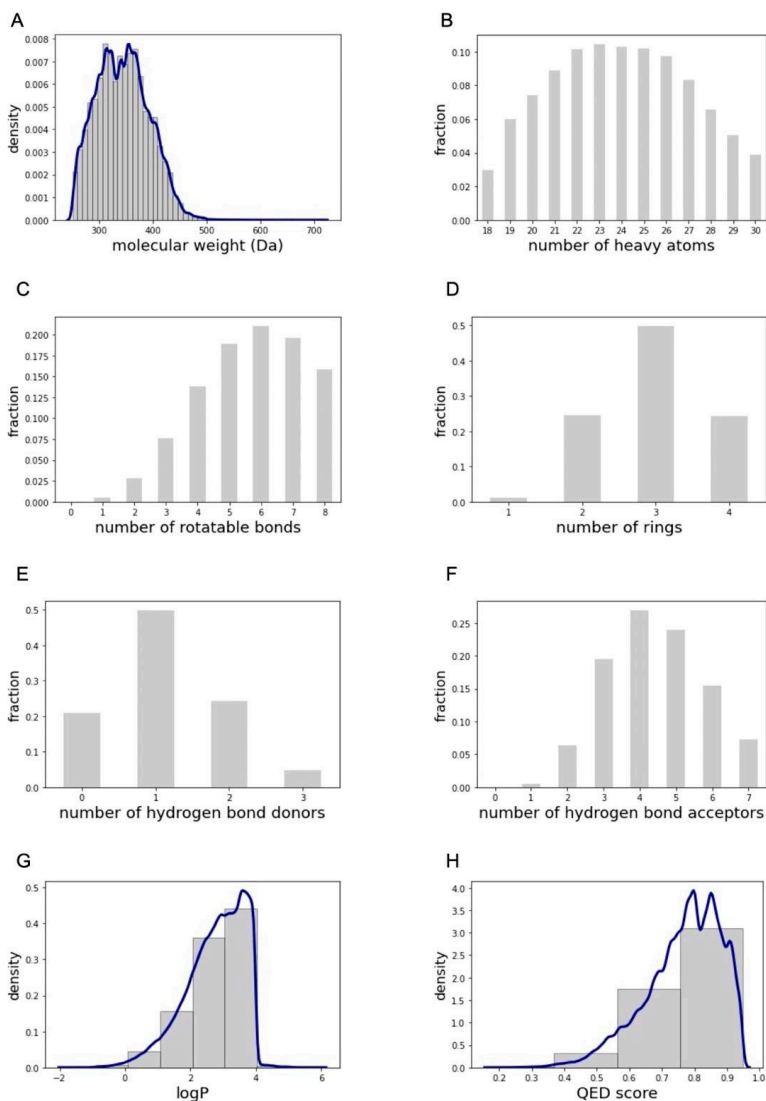 A
0.008
0.007
0.006
0.005
0.004
0.003
0.002
0.001
0.000
density
300 400 500 600 700
molecular weight (Da)
B
0.10
0.08
0.06
0.04
0.02
0.00
fraction
18 19 20 21 22 23 24 25 26 27 28 29 30
number of heavy atoms
C
0.200
0.175
0.150
0.125
0.100
0.075
0.050
0.025
0.000
fraction
0 1 2 3 4 5 6 7 8
number of rotatable bonds
D
0.5
0.4
0.3
0.2
0.1
0.0
fraction
1 2 3 4
number of rings
E
0.5
0.4
0.3
0.2
0.1
0.0
fraction
0 1 2 3
number of hydrogen bond donors
F
0.25
0.20
0.15
0.10
0.05
0.00
fraction
0 1 2 3 4 5 6 7
number of hydrogen bond acceptors
G
0.5
0.4
0.3
0.2
0.1
0.0
density
−2 0 2 4 6
logP
H
4.0
3.5
3.0
2.5
2.0
1.5
1.0
0.5
0.0
density
0.2 0.3 0.4 0.5 0.6 0.7 0.8 0.9 1.0
QED score